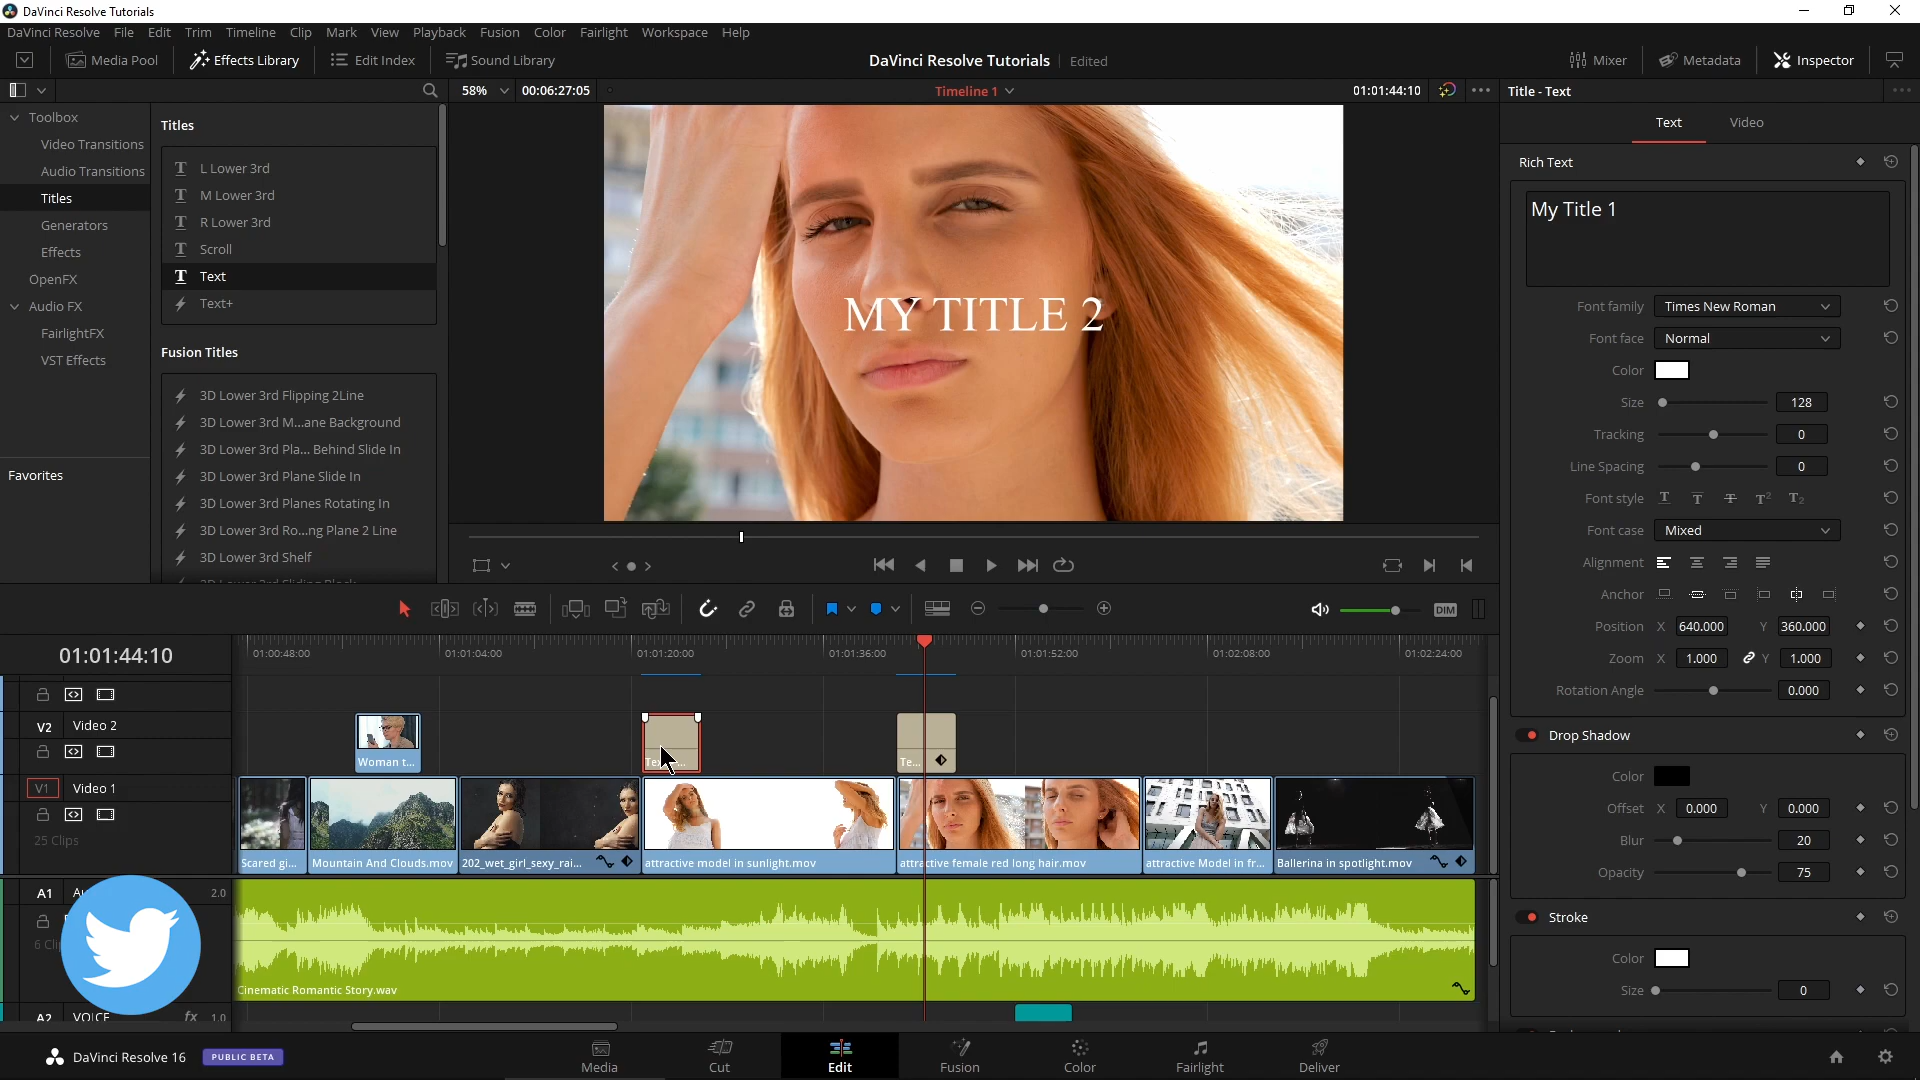 DaVinci Resolve Tutorials
DaVinci Resolve File Edit Trim Timeline Clip Mark View Playback Fusion Color Fairlight Workspace Help
Media Pool Effects Library Edit Index Sound Library DaVinci Resolve Tutorials Edited Mixer Metadata Inspector
58% 00:06:27:05 Timeline 1 01:01:44:10 Title - Text
Toolbox
Video Transitions
Audio Transitions
Titles
Generators
Effects
OpenFX
Audio FX
FairlightFX
VST Effects
Favorites
Titles
L Lower 3rd
M Lower 3rd
R Lower 3rd
Scroll
Text
Text+
Fusion Titles
3D Lower 3rd Flipping 2Line
3D Lower 3rd M...ane Background
3D Lower 3rd Pla... Behind Slide In
3D Lower 3rd Plane Slide In
3D Lower 3rd Planes Rotating In
3D Lower 3rd Ro...ng Plane 2 Line
3D Lower 3rd Shelf
MY TITLE 2
Text Video
Rich Text
My Title 1
Font family Times New Roman
Font face Normal
Color
Size 128
Tracking 0
Line Spacing 0
Font style T T T T2 T2
Font case Mixed
Alignment
Anchor
Position X 640.000 Y 360.000
Zoom X 1.000 Y 1.000
Rotation Angle 0.000
Drop Shadow
Color
Offset X 0.000 Y 0.000
Blur 20
Opacity 75
Stroke
Color
Size 0
DIM
01:01:44:10
01:00:48:00 01:01:04:00 01:01:20:00 01:01:36:00 01:01:52:00 01:02:08:00 01:02:24:00
V2 Video 2
Woman t... Te...
V1 Video 1
25 Clips
Scared gi... Mountain And Clouds.mov 202_wet_girl_sexy_rai... attractive model in sunlight.mov attractive female red long hair.mov attractive Model in fr... Ballerina in spotlight.mov
A1 2.0
Cinematic Romantic Story.wav
A2 VOICE fx 1.0
DaVinci Resolve 16 PUBLIC BETA
Media Cut Edit Fusion Color Fairlight Deliver